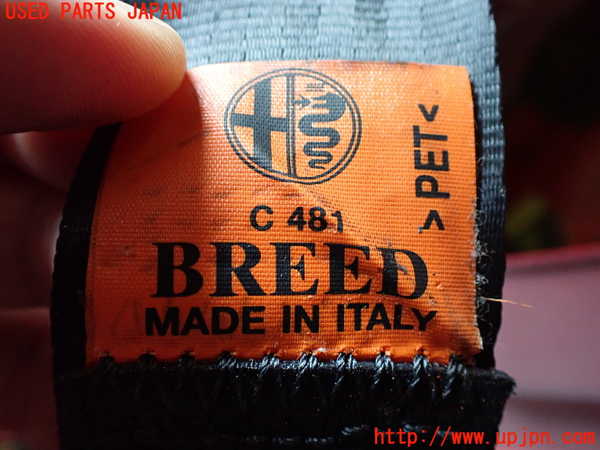 USED PARTS JAPAN
>PET<
C 481
BREED
MADE IN ITALY
http://www.upjpn.com